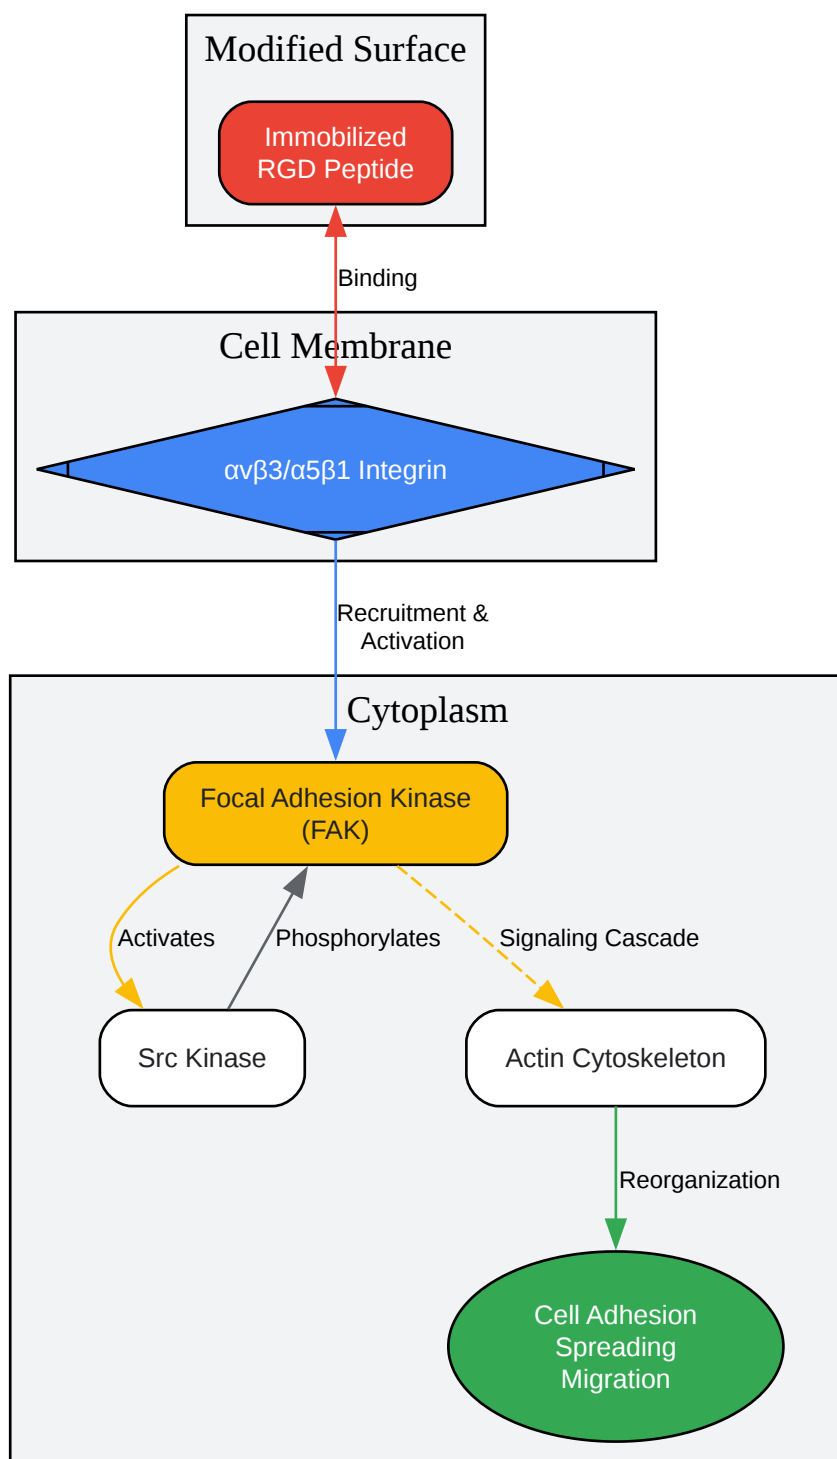 Modified Surface
Immobilized
RGD Peptide
Binding
Cell Membrane
αvβ3/α5β1 Integrin
Recruitment &
Activation
Cytoplasm
Focal Adhesion Kinase
(FAK)
Activates
Phosphorylates
Signaling Cascade
Src Kinase
Actin Cytoskeleton
Reorganization
Cell Adhesion
Spreading
Migration